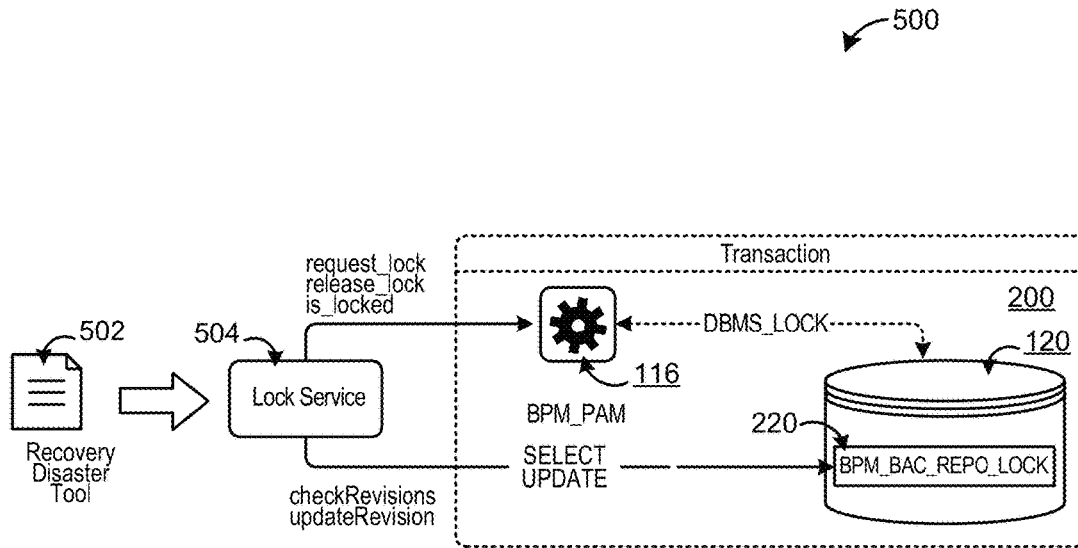 500
Transaction
request_lock
release_lock
is_locked
200
502
504
DBMS_LOCK
120
116
Lock Service
BPM_PAM
220
Recovery
Disaster
Tool
SELECT
UPDATE
BPM_BAC_REPO_LOCK
checkRevisions
updateRevision